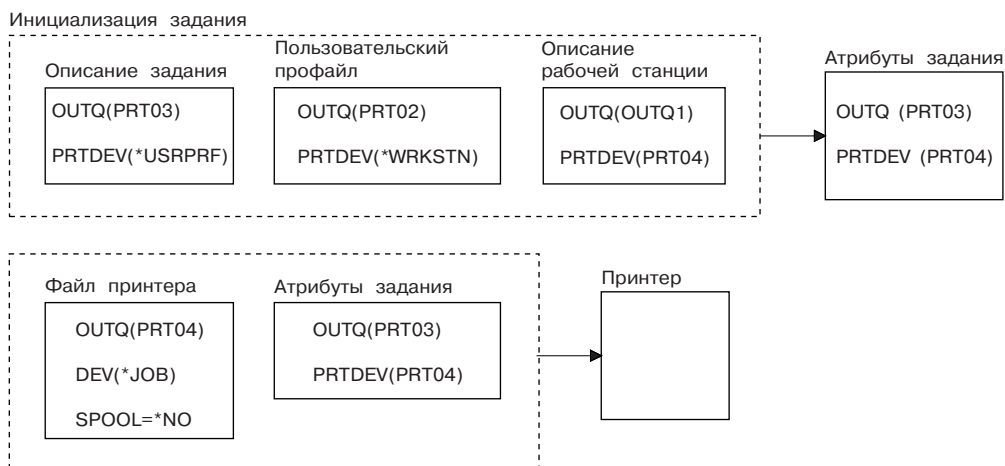 Инициализация задания
Описание задания
OUTQ(PRT03)
PRTDEV(*USRPRF)
Пользовательский
профайл
OUTQ(PRT02)
PRTDEV(*WRKSTN)
Описание
рабочей станции
OUTQ(OUTQ1)
PRTDEV(PRT04)
Атрибуты задания
OUTQ (PRT03)
PRTDEV (PRT04)
Файл принтера
OUTQ(PRT04)
DEV(*JOB)
SPOOL=*NO
Атрибуты задания
OUTQ(PRT03)
PRTDEV(PRT04)
Принтер